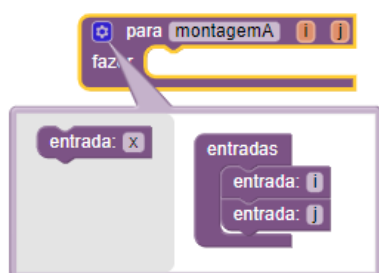 para montagemA i j
fazer
entrada: x
entradas
entrada: i
entrada: j